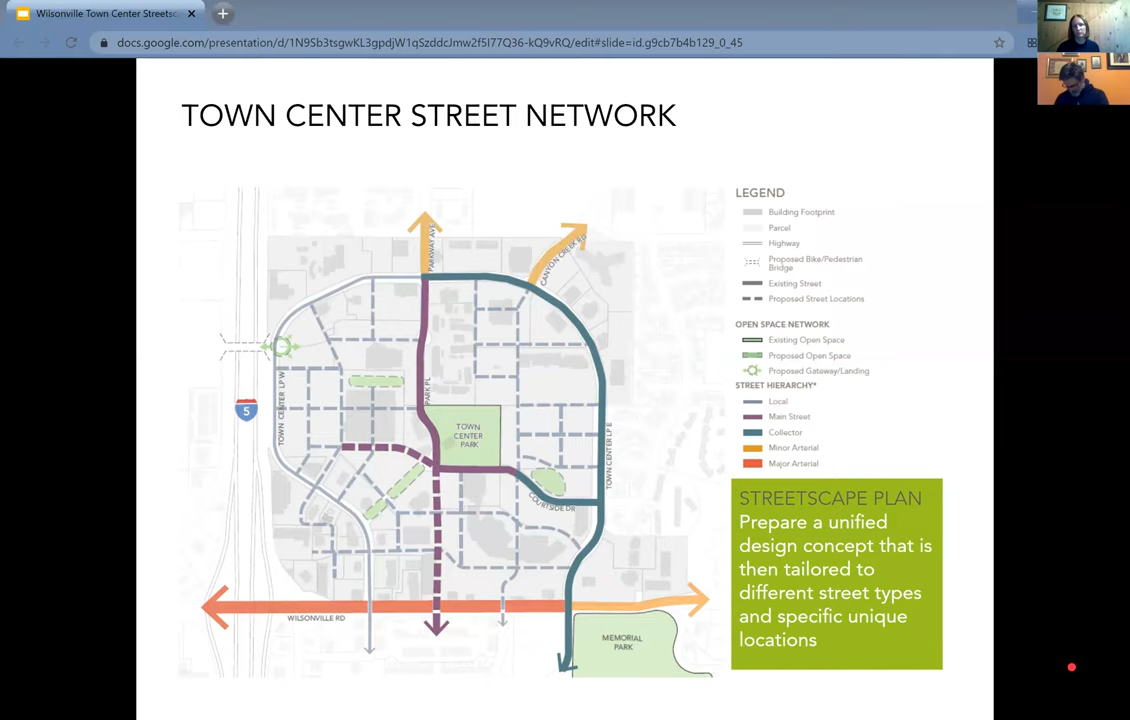 Wilsonville Town Center Streetsc
docs.google.com/presentation/d/1N9Sb3tsgwKL3gpdjW1qSzddcJmw2f5I77Q36-kQ9vRQ/edit#slide=id.g9cb7b4b129_0_45
TOWN CENTER STREET NETWORK
PARKWAY AVE
CANYON CREEK RD
TOWN CENTER LP W
5
PARK PL
TOWN
CENTER
PARK
TOWN CENTER LP E
COURTSIDE DR
WILSONVILLE RD
MEMORIAL
PARK
LEGEND
Building Footprint
Parcel
Highway
Proposed Bike/Pedestrian
Bridge
Existing Street
Proposed Street Locations
OPEN SPACE NETWORK
Existing Open Space
Proposed Open Space
Proposed Gateway/Landing
STREET HIERARCHY*
Local
Main Street
Collector
Minor Arterial
Major Arterial
STREETSCAPE PLAN
Prepare a unified
design concept that is
then tailored to
different street types
and specific unique
locations